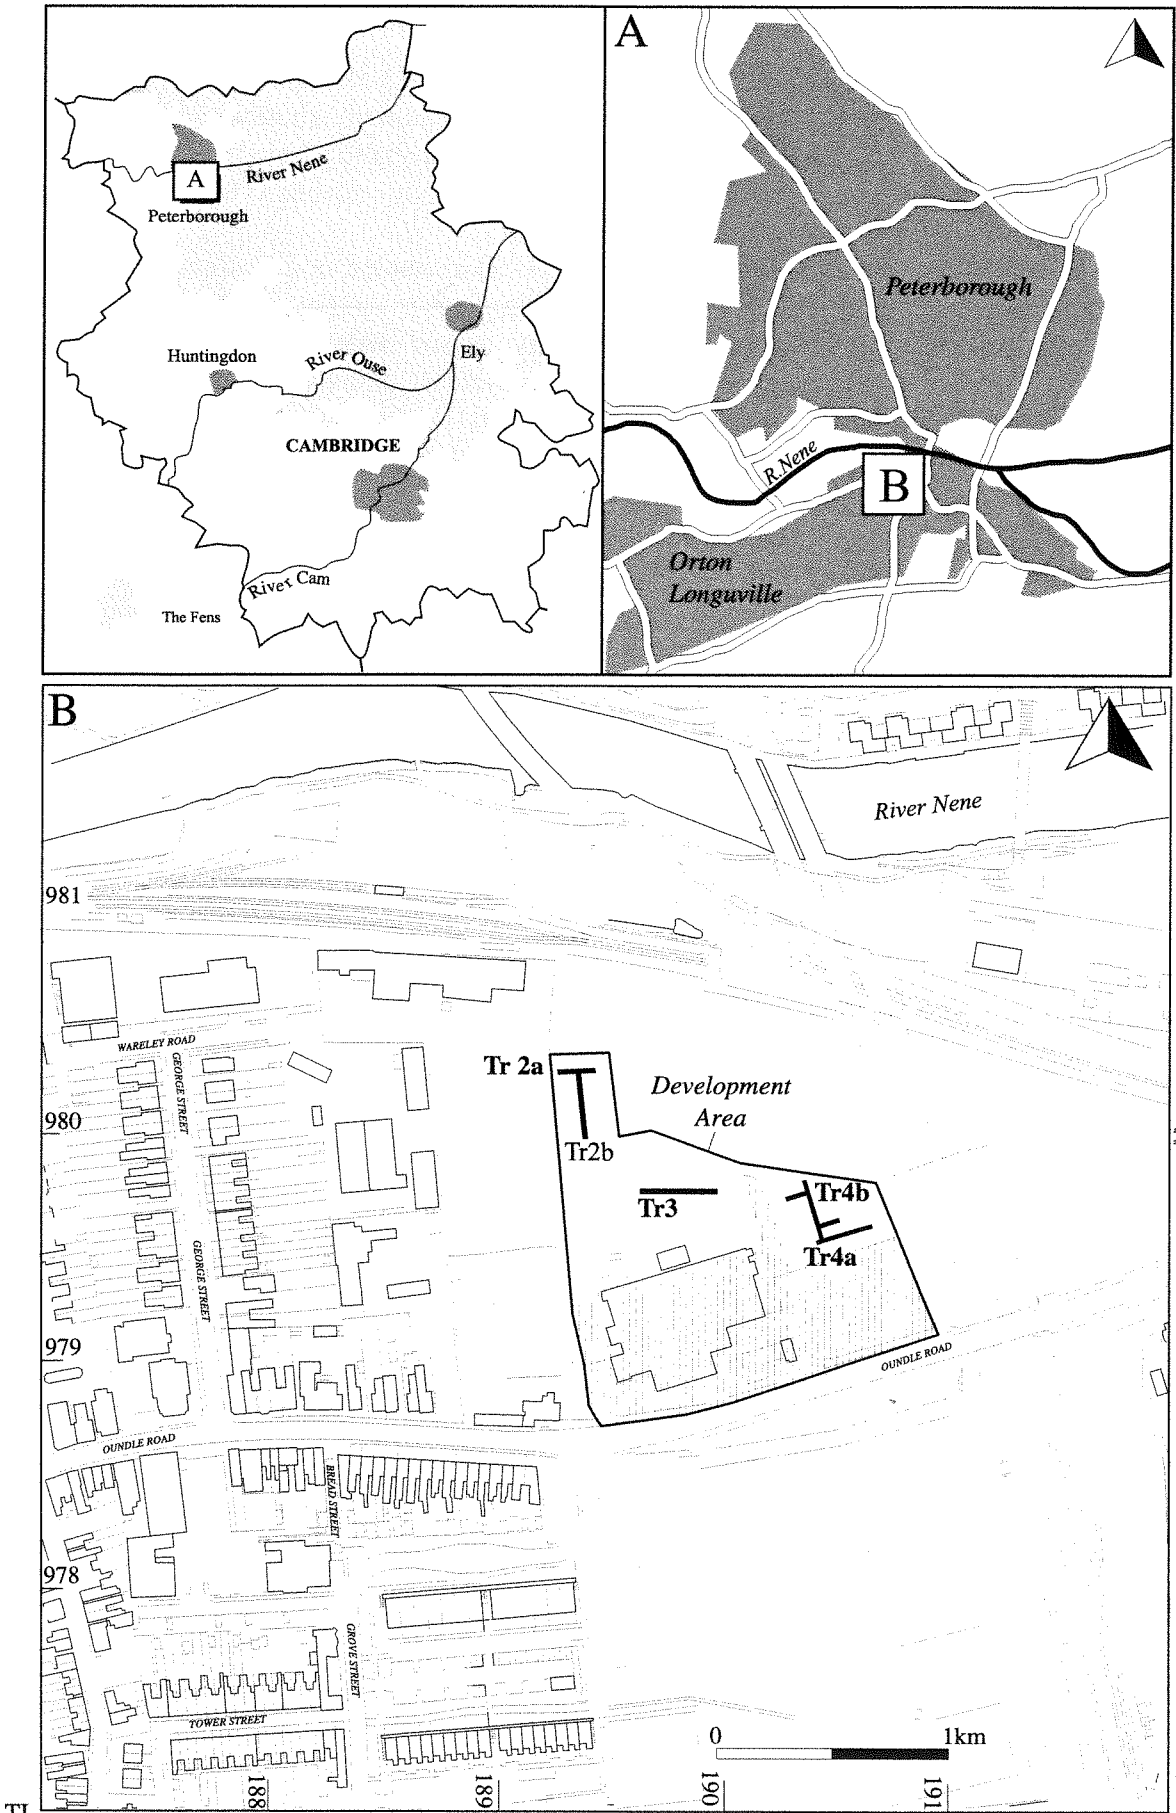 A
River Nene
Peterborough
Huntingdon
River Ouse
Ely
CAMBRIDGE
River Cam
The Fens
A
Peterborough
R.Nene
B
Orton
Longuville
B
River Nene
981
WARELEY ROAD
GEORGE STREET
Tr 2a
Development
Area
980
Tr2b
Tr3
Tr4b
Tr4a
GEORGE STREET
979
OUNDLE ROAD
OUNDLE ROAD
BREAD STREET
978
GROVE STREET
TOWER STREET
0 1km
188
189
190
191
TL